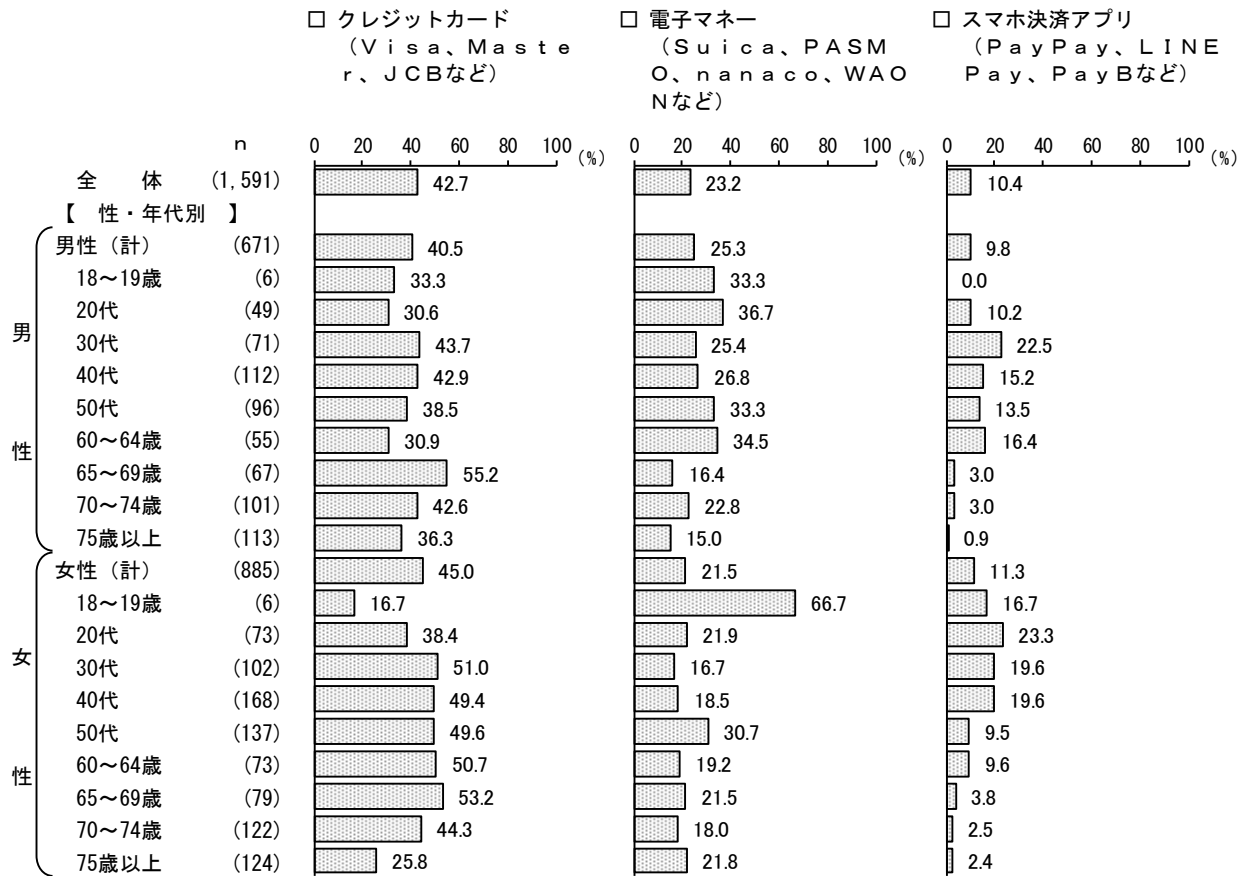 □ クレジットカード
（Ｖｉｓａ、Ｍａｓｔｅ
ｒ、ＪＣＢなど）
□ 電子マネー
（Ｓｕｉｃａ、ＰＡＳＭ
Ｏ、ｎａｎａｃｏ、ＷＡＯ
Ｎなど）
□ スマホ決済アプリ
（ＰａｙＰａｙ、ＬＩＮＥ
Ｐａｙ、ＰａｙＢなど）
n 0 20 40 60 80 100 (%) 0 20 40 60 80 100 (%) 0 20 40 60 80 100 (%)
全　体 (1,591) 42.7 23.2 10.4
【 性・年代別 】
男性（計） (671) 40.5 25.3 9.8
18～19歳 (6) 33.3 33.3 0.0
20代 (49) 30.6 36.7 10.2
男
30代 (71) 43.7 25.4 22.5
40代 (112) 42.9 26.8 15.2
50代 (96) 38.5 33.3 13.5
性
60～64歳 (55) 30.9 34.5 16.4
65～69歳 (67) 55.2 16.4 3.0
70～74歳 (101) 42.6 22.8 3.0
75歳以上 (113) 36.3 15.0 0.9
女性（計） (885) 45.0 21.5 11.3
18～19歳 (6) 16.7 66.7 16.7
20代 (73) 38.4 21.9 23.3
女
30代 (102) 51.0 16.7 19.6
40代 (168) 49.4 18.5 19.6
50代 (137) 49.6 30.7 9.5
性
60～64歳 (73) 50.7 19.2 9.6
65～69歳 (79) 53.2 21.5 3.8
70～74歳 (122) 44.3 18.0 2.5
75歳以上 (124) 25.8 21.8 2.4